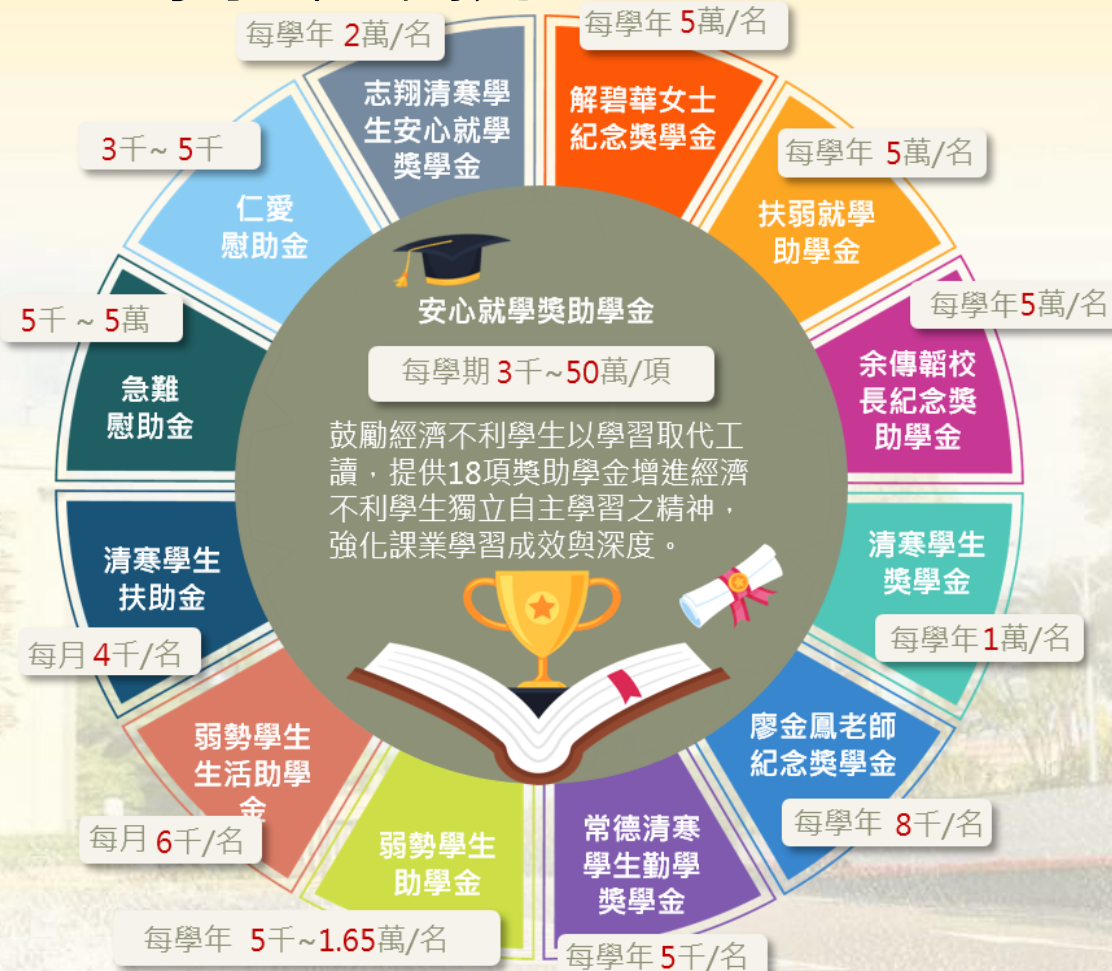 每學年 2萬/名
志翔清寒學
生安心就學
獎學金
每學年 5萬/名
解碧華女士
紀念獎學金
每學年 5萬/名
扶弱就學
助學金
每學年5萬/名
余傳韜校
長紀念獎
助學金
清寒學生
獎學金
每學年1萬/名
廖金鳳老師
紀念獎學金
每學年 8千/名
常德清寒
學生勤學
獎學金
每學年5千/名
弱勢學生
助學金
每學年 5千~1.65萬/名
弱勢學生
生活助學
金
每月 6千/名
清寒學生
扶助金
每月 4千/名
急難
慰助金
5千 ~ 5萬
仁愛
慰助金
3千~ 5千
安心就學獎助學金
每學期 3千~50萬/項
鼓勵經濟不利學生以學習取代工
讀，提供18項獎助學金增進經濟
不利學生獨立自主學習之精神，
強化課業學習成效與深度。